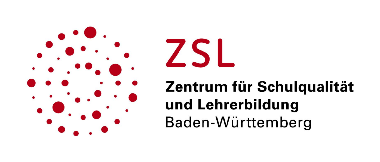 ZSL
Zentrum für Schulqualität
und Lehrerbildung
Baden-Württemberg